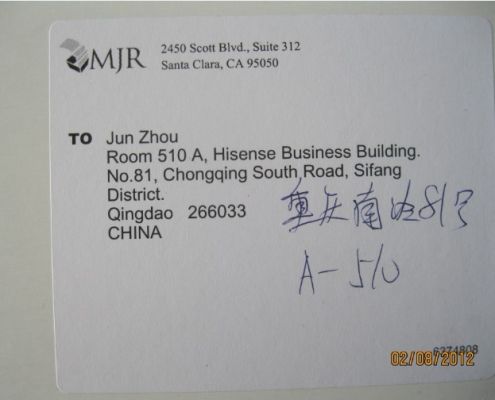 MJR
2450 Scott Blvd., Suite 312
Santa Clara, CA 95050
TO Jun Zhou
Room 510 A, Hisense Business Building.
No.81, Chongqing South Road, Sifang
District.
Qingdao 266033
CHINA
重庆南路81号
A-510
6274808
02/08/2012